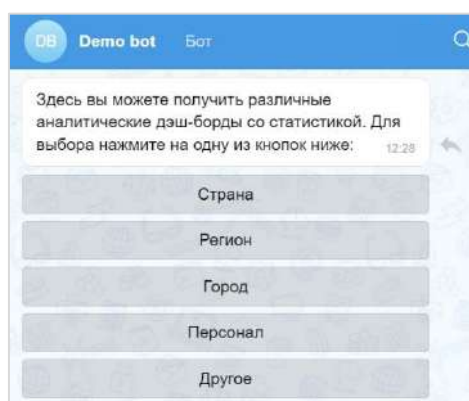 DB Demo bot Бот
Здесь вы можете получить различные
аналитические дэш-борды со статистикой. Для
выбора нажмите на одну из кнопок ниже: 12:28
Страна
Регион
Город
Персонал
Другое